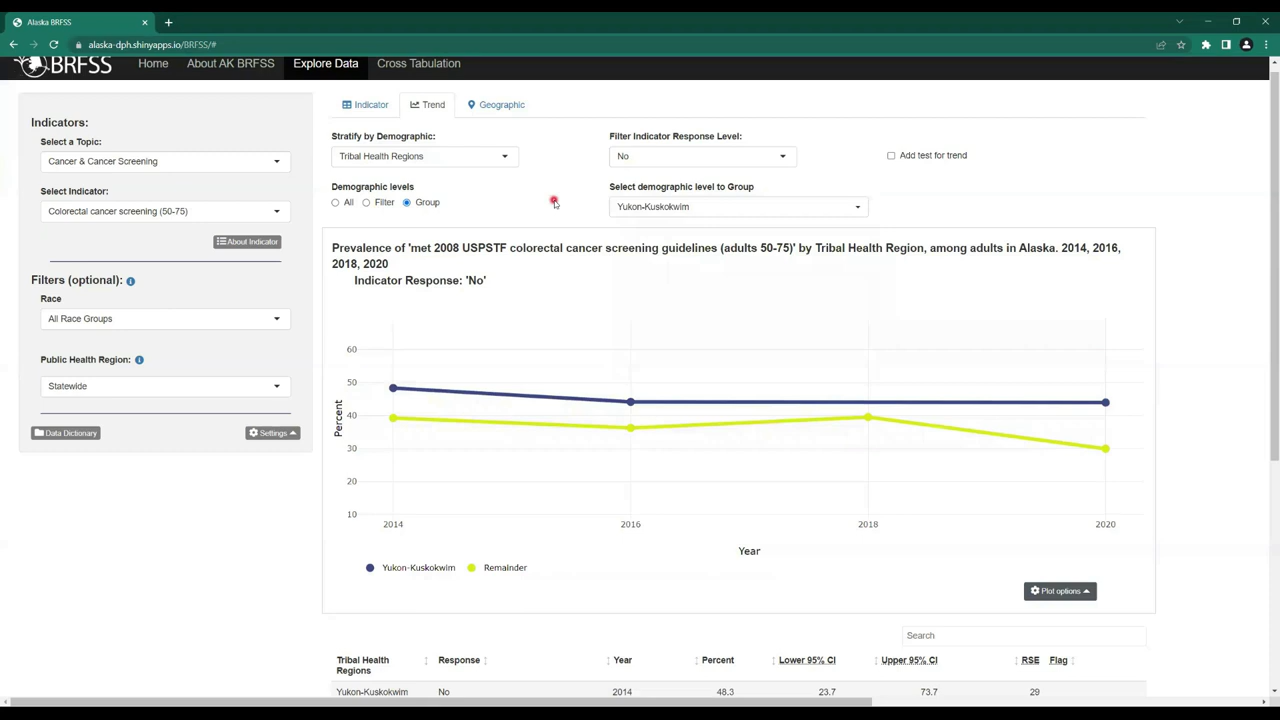 Alaska BRFSS
alaska-dph.shinyapps.io/BRFSS/#
BRFSS Home About AK BRFSS Explore Data Cross Tabulation
Indicators:
Select a Topic:
Cancer & Cancer Screening
Select Indicator:
Colorectal cancer screening (50-75)
About Indicator
Filters (optional):
Race
All Race Groups
Public Health Region:
Statewide
Data Dictionary Settings
Indicator Trend Geographic
Stratify by Demographic: Filter Indicator Response Level:
Tribal Health Regions No Add test for trend
Demographic levels Select demographic level to Group
All Filter Group Yukon-Kuskokwim
Prevalence of 'met 2008 USPSTF colorectal cancer screening guidelines (adults 50-75)' by Tribal Health Region, among adults in Alaska. 2014, 2016,
2018, 2020
Indicator Response: 'No'
60
50
40
30
20
10
Percent
2014 2016 2018 2020
Year
Yukon-Kuskokwim Remainder
Plot options
Search
Tribal Health Response Year Percent Lower 95% CI Upper 95% CI RSE Flag
Regions
Yukon-Kuskokwim No 2014 48.3 23.7 73.7 29